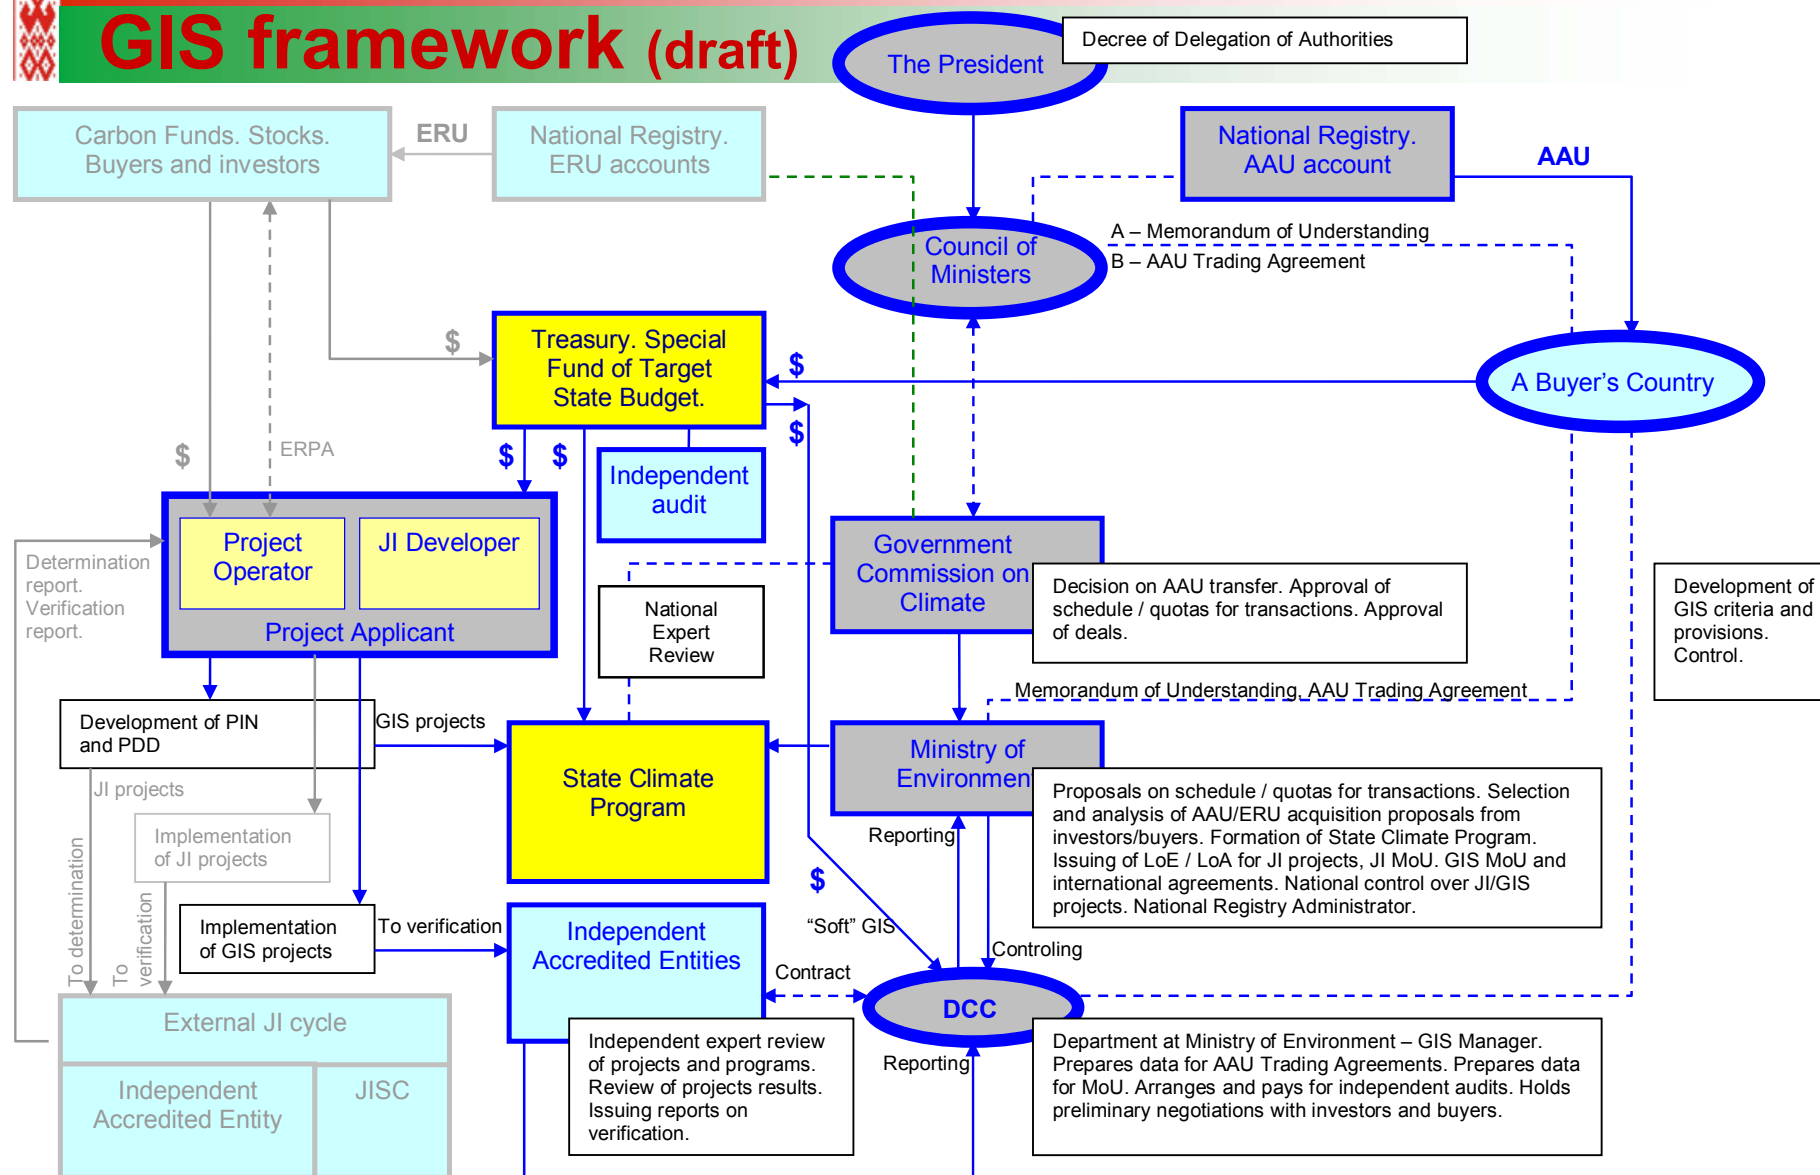 GIS framework (draft)
The President
Decree of Delegation of Authorities
Carbon Funds. Stocks.
Buyers and investors
ERU
National Registry.
ERU accounts
National Registry.
AAU account
AAU
Council of
Ministers
A – Memorandum of Understanding
B – AAU Trading Agreement
$
Treasury. Special
Fund of Target
State Budget.
$
A Buyer's Country
$
$
ERPA
$
$
Independent
audit
Project
Operator
JI Developer
Project Applicant
Determination
report.
Verification
report.
Government
Commission on
Climate
Decision on AAU transfer. Approval of
schedule / quotas for transactions. Approval
of deals.
Development of
GIS criteria and
provisions.
Control.
National
Expert
Review
Memorandum of Understanding, AAU Trading Agreement
Development of PIN
and PDD
GIS projects
State Climate
Program
Ministry of
Environment
Proposals on schedule / quotas for transactions. Selection
and analysis of AAU/ERU acquisition proposals from
investors/buyers. Formation of State Climate Program.
Issuing of LoE / LoA for JI projects, JI MoU. GIS MoU and
international agreements. National control over JI/GIS
projects. National Registry Administrator.
JI projects
Implementation
of JI projects
Reporting
$
To determination
To
verification
Implementation
of GIS projects
To verification
Independent
Accredited Entities
“Soft” GIS
Controling
Contract
DCC
External JI cycle
Independent
Accredited Entity
JISC
Independent expert review
of projects and programs.
Review of projects results.
Issuing reports on
verification.
Reporting
Department at Ministry of Environment – GIS Manager.
Prepares data for AAU Trading Agreements. Prepares data
for MoU. Arranges and pays for independent audits. Holds
preliminary negotiations with investors and buyers.